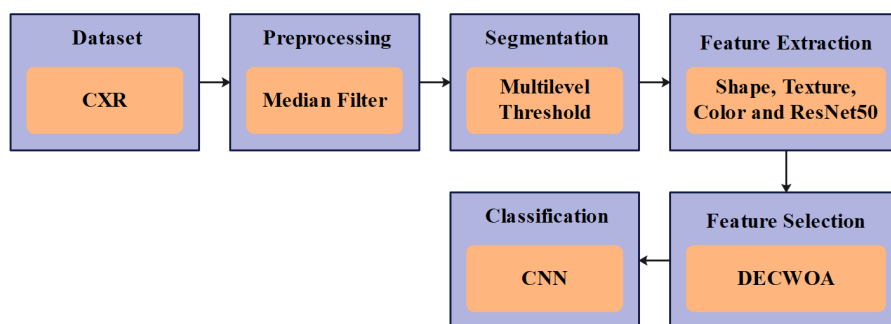 Dataset
CXR
Preprocessing
Median Filter
Segmentation
Multilevel
Threshold
Feature Extraction
Shape, Texture,
Color and ResNet50
Feature Selection
DECWOA
Classification
CNN